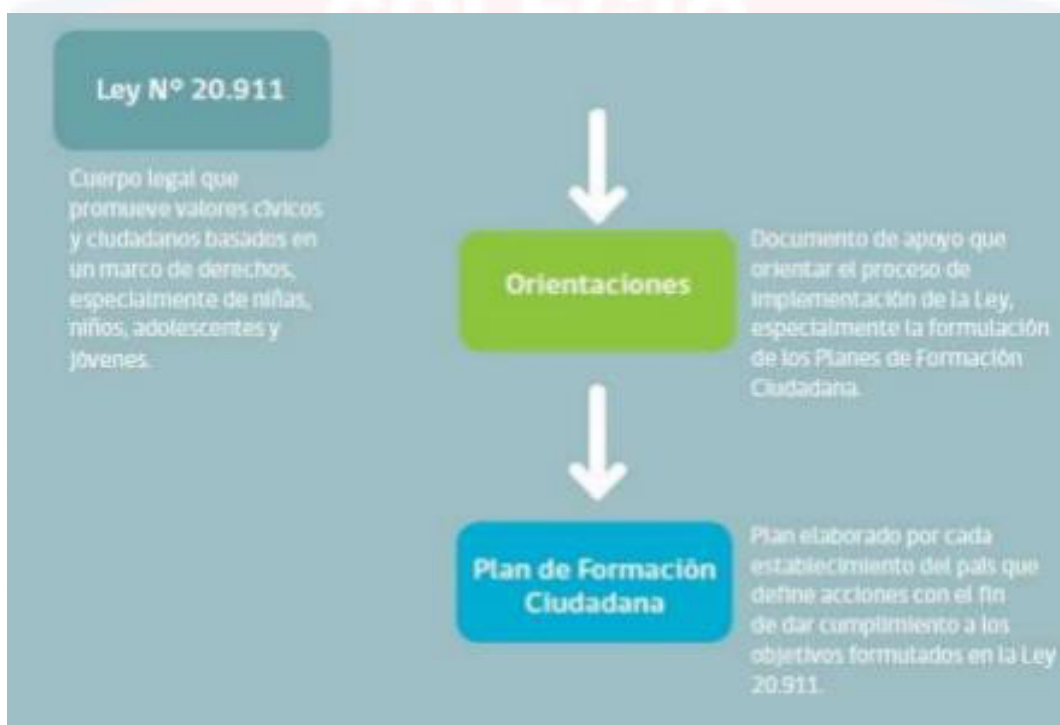 Ley Nº 20.911
Cuerpo legal que
promueve valores cívicos
y ciudadanos basados en
un marco de derechos,
especialmente de niñas,
niños, adolescentes y
jóvenes.
Orientaciones
Documento de apoyo que
orientar el proceso de
implementación de la Ley,
especialmente la formulación
de los Planes de Formación
Ciudadana.
Plan de Formación
Ciudadana
Plan elaborado por cada
establecimiento del país que
define acciones con el fin
de dar cumplimiento a los
objetivos formulados en la Ley
20.911.